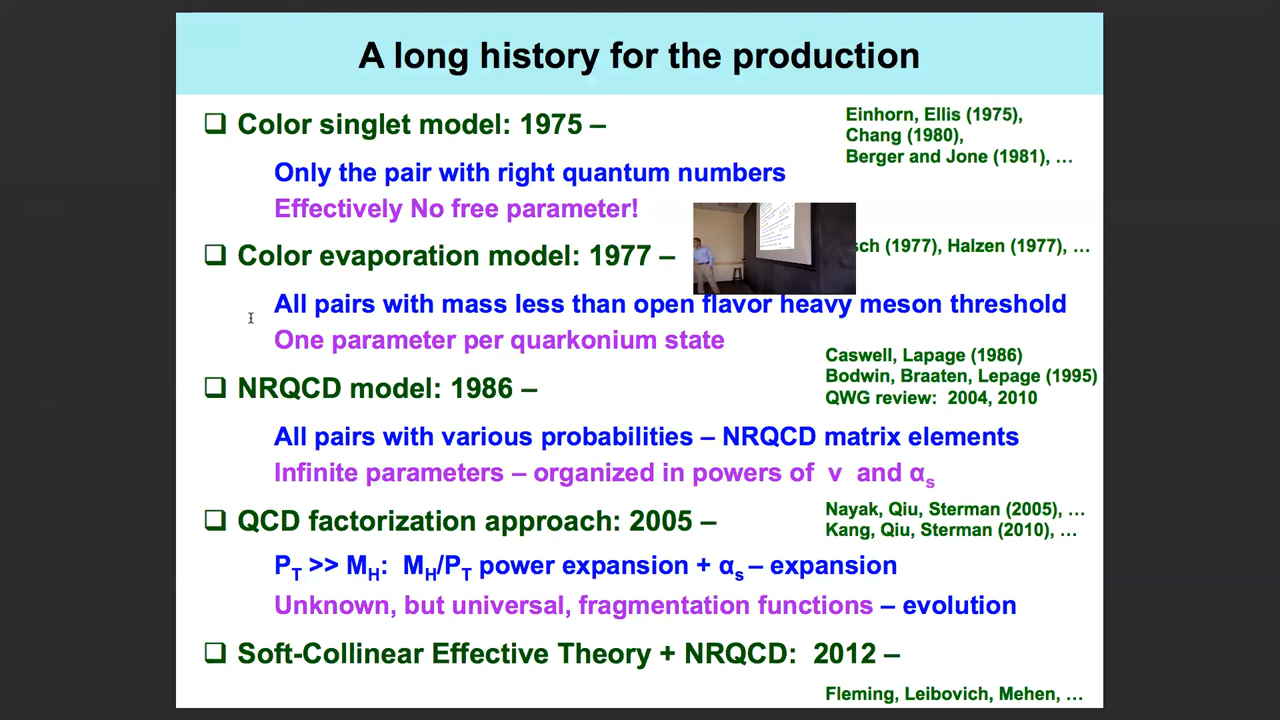 A long history for the production
❑ Color singlet model: 1975 –
Einhorn, Ellis (1975),
Chang (1980),
Berger and Jone (1981), …
Only the pair with right quantum numbers
Effectively No free parameter!
❑ Color evaporation model: 1977 –
sch (1977), Halzen (1977), …
All pairs with mass less than open flavor heavy meson threshold
One parameter per quarkonium state
Caswell, Lapage (1986)
Bodwin, Braaten, Lepage (1995)
QWG review: 2004, 2010
❑ NRQCD model: 1986 –
All pairs with various probabilities – NRQCD matrix elements
Infinite parameters – organized in powers of v and αs
Nayak, Qiu, Sterman (2005), …
Kang, Qiu, Sterman (2010), …
❑ QCD factorization approach: 2005 –
PT >> MH: MH/PT power expansion + αs – expansion
Unknown, but universal, fragmentation functions – evolution
❑ Soft-Collinear Effective Theory + NRQCD: 2012 –
Fleming, Leibovich, Mehen, …